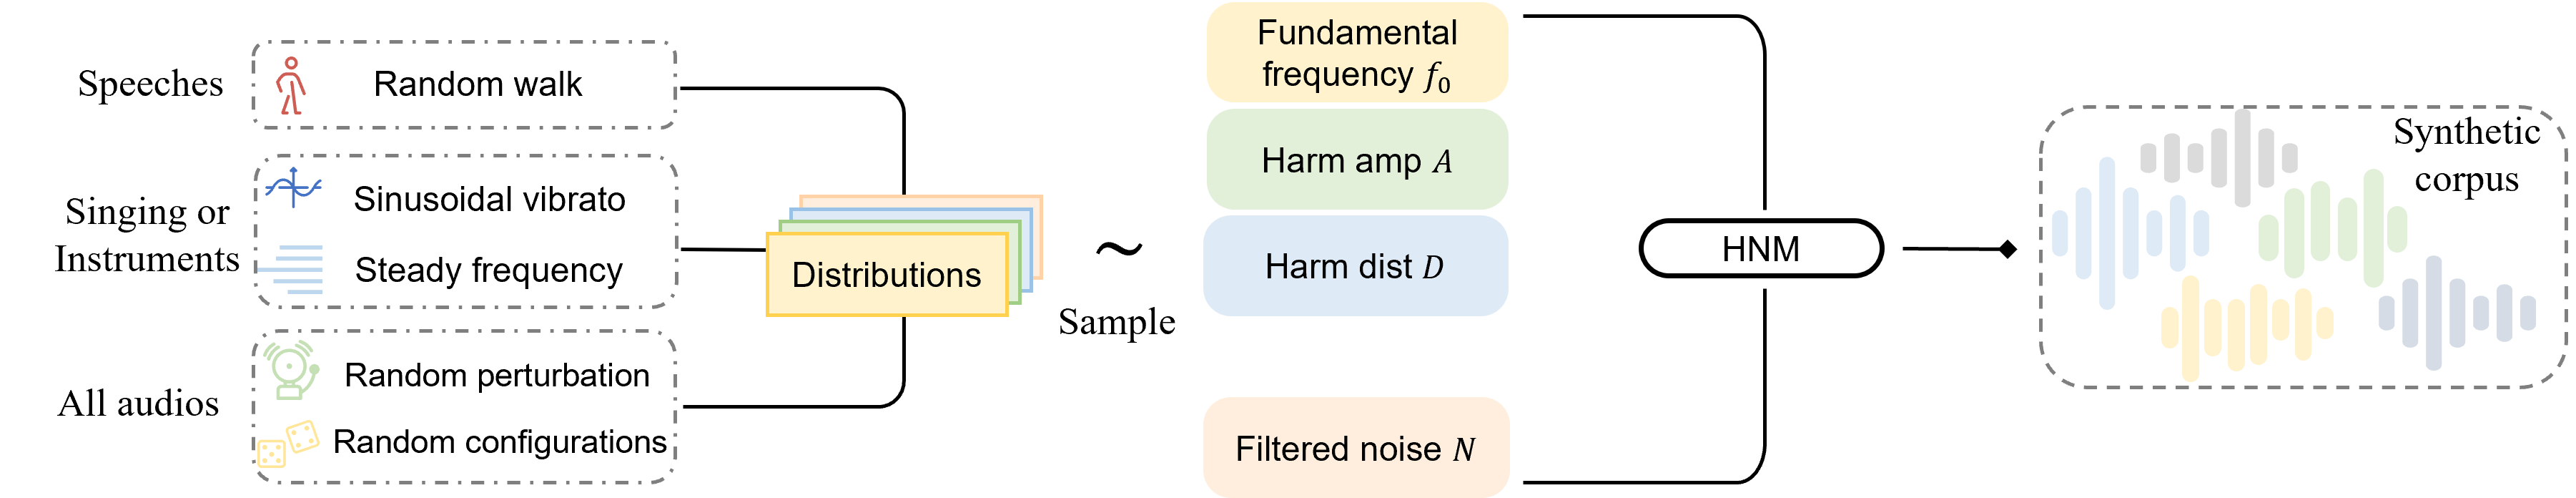 Speeches
Random walk
Singing or
Instruments
Sinusoidal vibrato
Steady frequency
All audios
Random perturbation
Random configurations
Distributions
~
Sample
Fundamental
frequency f₀
Harm amp A
Harm dist D
Filtered noise N
HNM
Synthetic
corpus